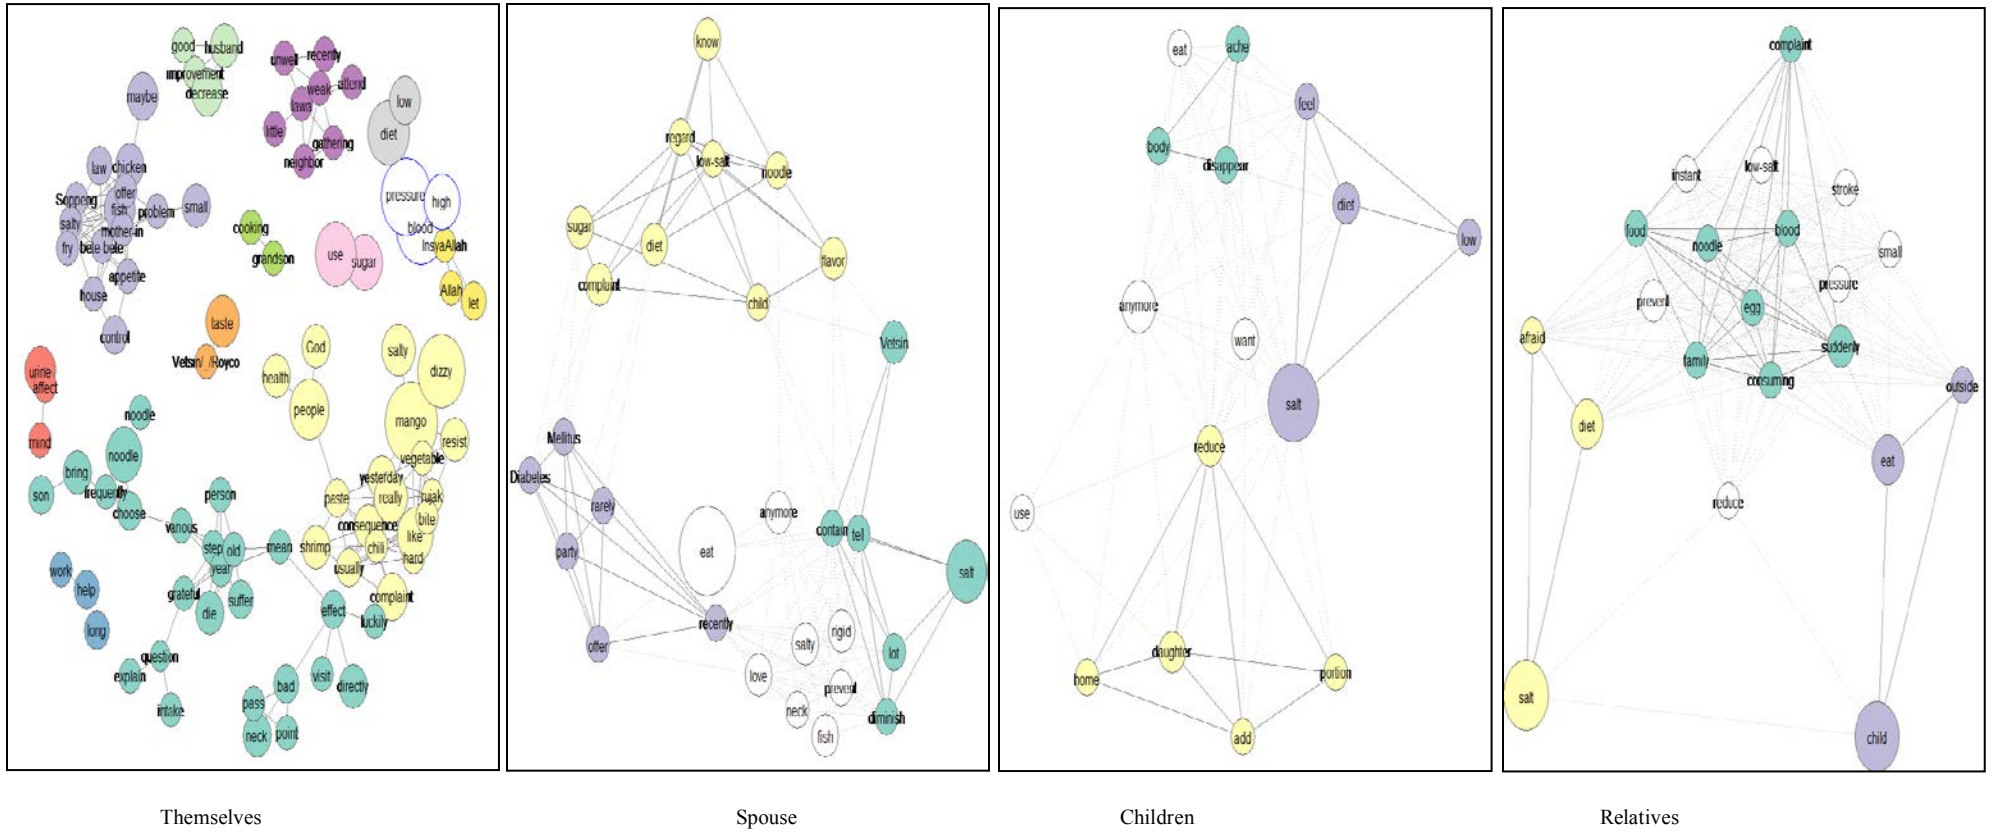 good
husband
improvement
decrease
unwell
recently
weak
attend
lawa
little
gathering
neighbor
low
diet
maybe
law
chicken
Soppeng
offer
fish
salty
problem
small
mother-in
fry
bele bele
appetite
house
control
cooking
grandson
use
sugar
pressure
high
blood
InsyaAllah
Allah
let
taste
Vetsin/_/Royco
urine
affect
mind
God
health
people
salty
dizzy
mango
resist
vegetable
yesterday
really
rujak
paste
bite
consequence
like
shrimp
chili
hard
usually
complaint
noodle
noodle
bring
son
frequently
choose
person
various
step
old
mean
year
grateful
die
suffer
effect
luckily
work
help
long
question
explain
intake
bad
visit
directly
pass
neck
point
know
regard
low-salt
noodle
sugar
diet
flavor
complaint
child
Vetsin
Mellitus
Diabetes
rarely
party
anymore
eat
contain
tell
salt
recently
offer
salty
rigid
lot
love
prevent
neck
diminish
fish
eat
ache
feel
body
disappear
diet
low
anymore
want
salt
reduce
use
daughter
home
portion
add
complaint
instant
low-salt
stroke
food
noodle
blood
small
pressure
prevent
egg
afraid
family
suddenly
consuming
outside
diet
eat
reduce
salt
child
Themselves
Spouse
Children
Relatives